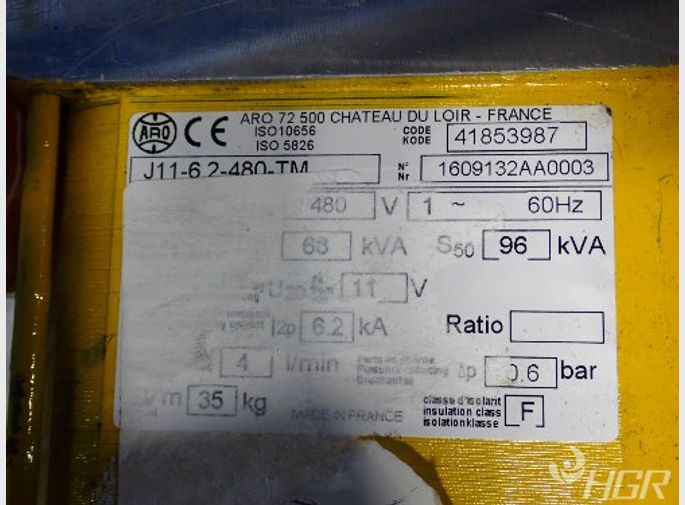 ARO 72 500 CHATEAU DU LOIR - FRANCE
ARO CE ISO10656 CODE 41853987
ISO 5826 KODE
J11-6.2-480-TM N° Nr 1609132AA0003
480 V 1 ~ 60Hz
68 kVA S50 96 kVA
U20 from 11 V
I2p 6.2 kA Ratio
4 l/min Δp 0.6 bar
m 35 kg MADE IN FRANCE
classe d'isolant
insulation class F
isolationklasse
HGR